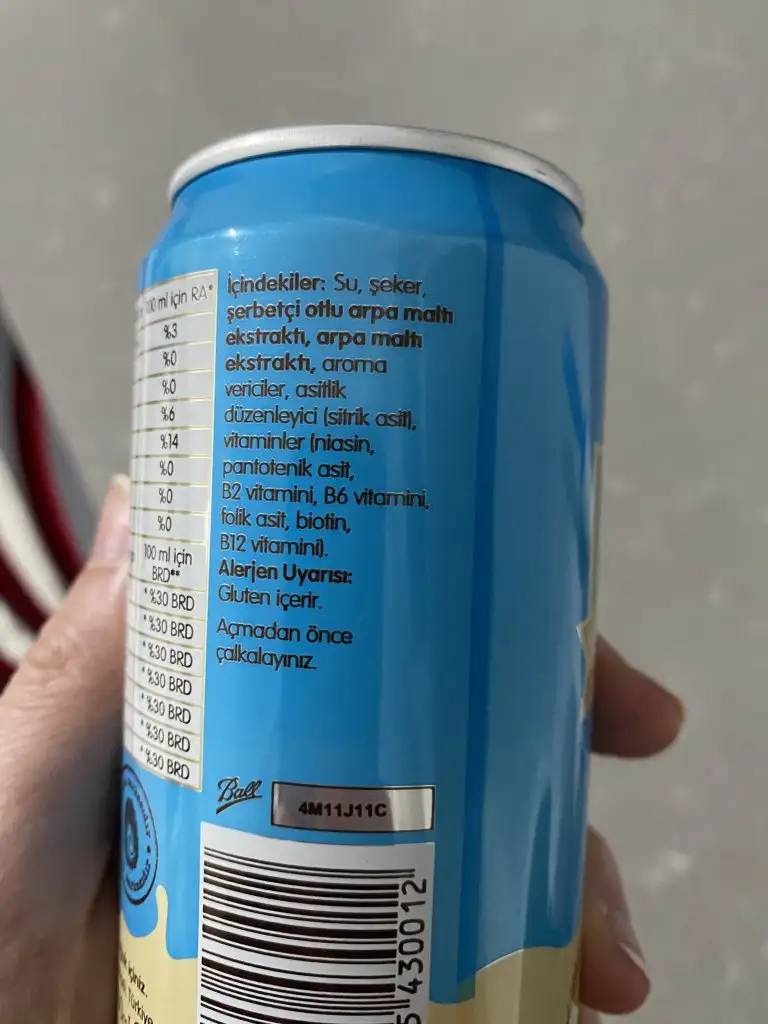 100 ml için RA*
%3
%0
%0
%6
%14
%0
%0
%0
100 ml için
BRD**
*%30 BRD
*%30 BRD
*%30 BRD
*%30 BRD
*%30 BRD
*%30 BRD
*%30 BRD
İçindekiler: Su, şeker,
şerbetçi otlu arpa maltı
ekstraktı, arpa maltı
ekstraktı, aroma
vericiler, asitlik
düzenleyici (sitrik asit),
vitaminler (niasin,
pantotenik asit,
B2 vitamini, B6 vitamini,
folik asit, biotin,
B12 vitamini).
Alerjen Uyarısı:
Gluten içerir.
Açmadan önce
çalkalayınız.
Ball
4M11J11C
5"430012"
içiniz.
Türkiye